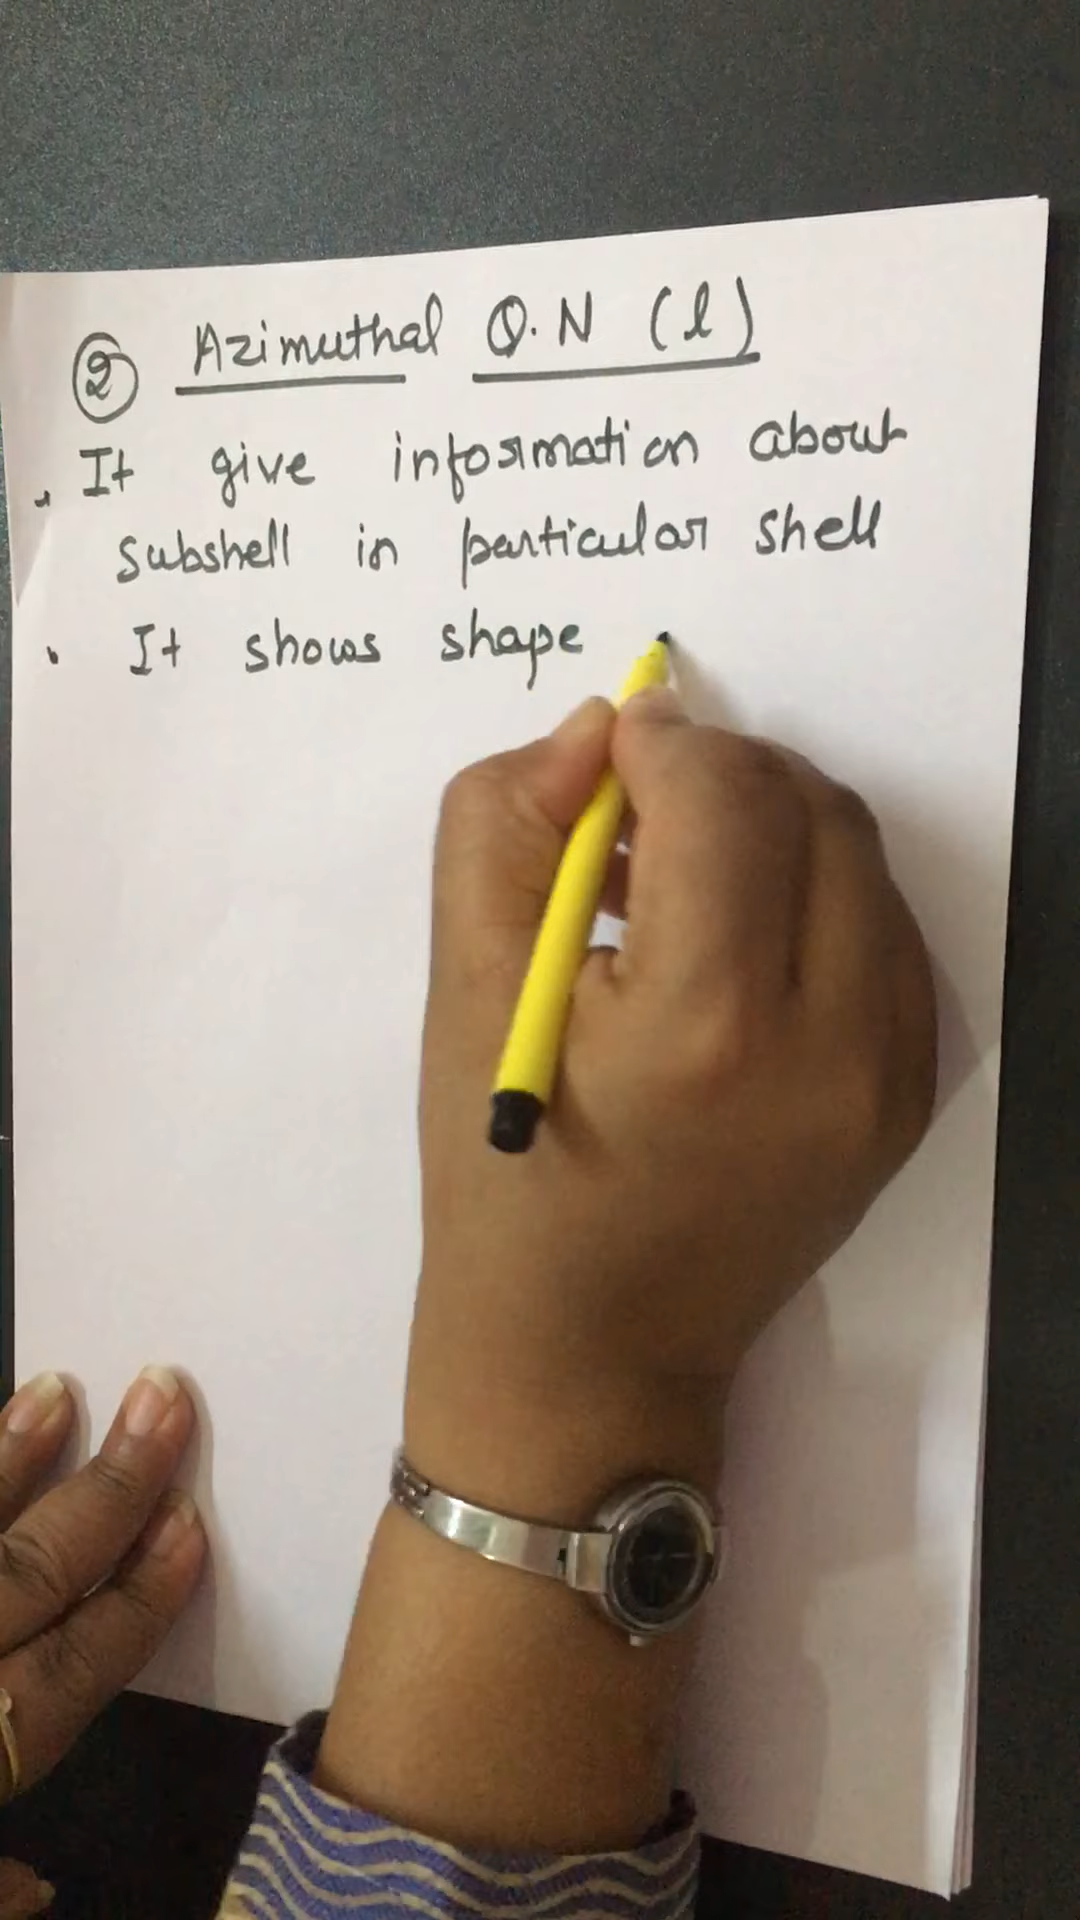 ② Azimuthal Q.N (l)
. It give information about
subshell in particular shell
. It shows shape